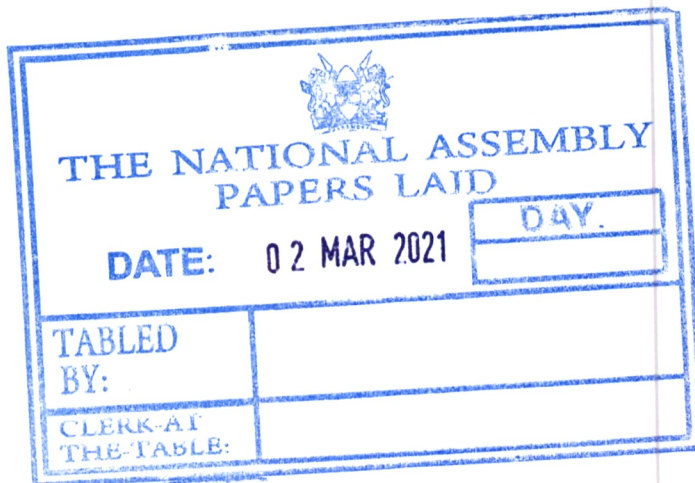 THE NATIONAL ASSEMBLY
PAPERS LAID
DATE: 02 MAR 2021
DAY.
TABLED
BY:
CLERK-AT
THE-TABLE: